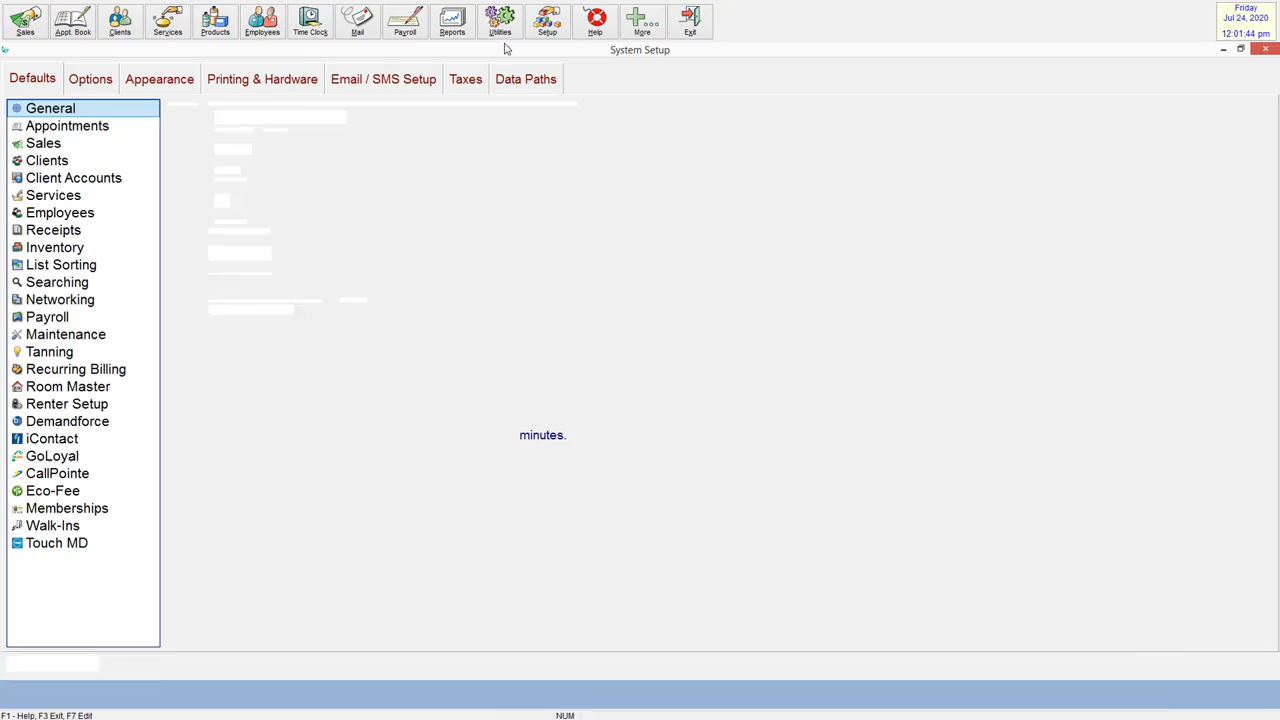 Sales Appt. Book Clients Services Products Employees Time Clock Mail Payroll Reports Utilities Setup Help More Exit
Friday
Jul 24, 2020
12:01:44 pm
System Setup
Defaults Options Appearance Printing & Hardware Email / SMS Setup Taxes Data Paths
General
Appointments
Sales
Clients
Client Accounts
Services
Employees
Receipts
Inventory
List Sorting
Searching
Networking
Payroll
Maintenance
Tanning
Recurring Billing
Room Master
Renter Setup
Demandforce
iContact
GoLoyal
CallPointe
Eco-Fee
Memberships
Walk-Ins
Touch MD
minutes.
F1 - Help, F3 Exit, F7 Edit NUM